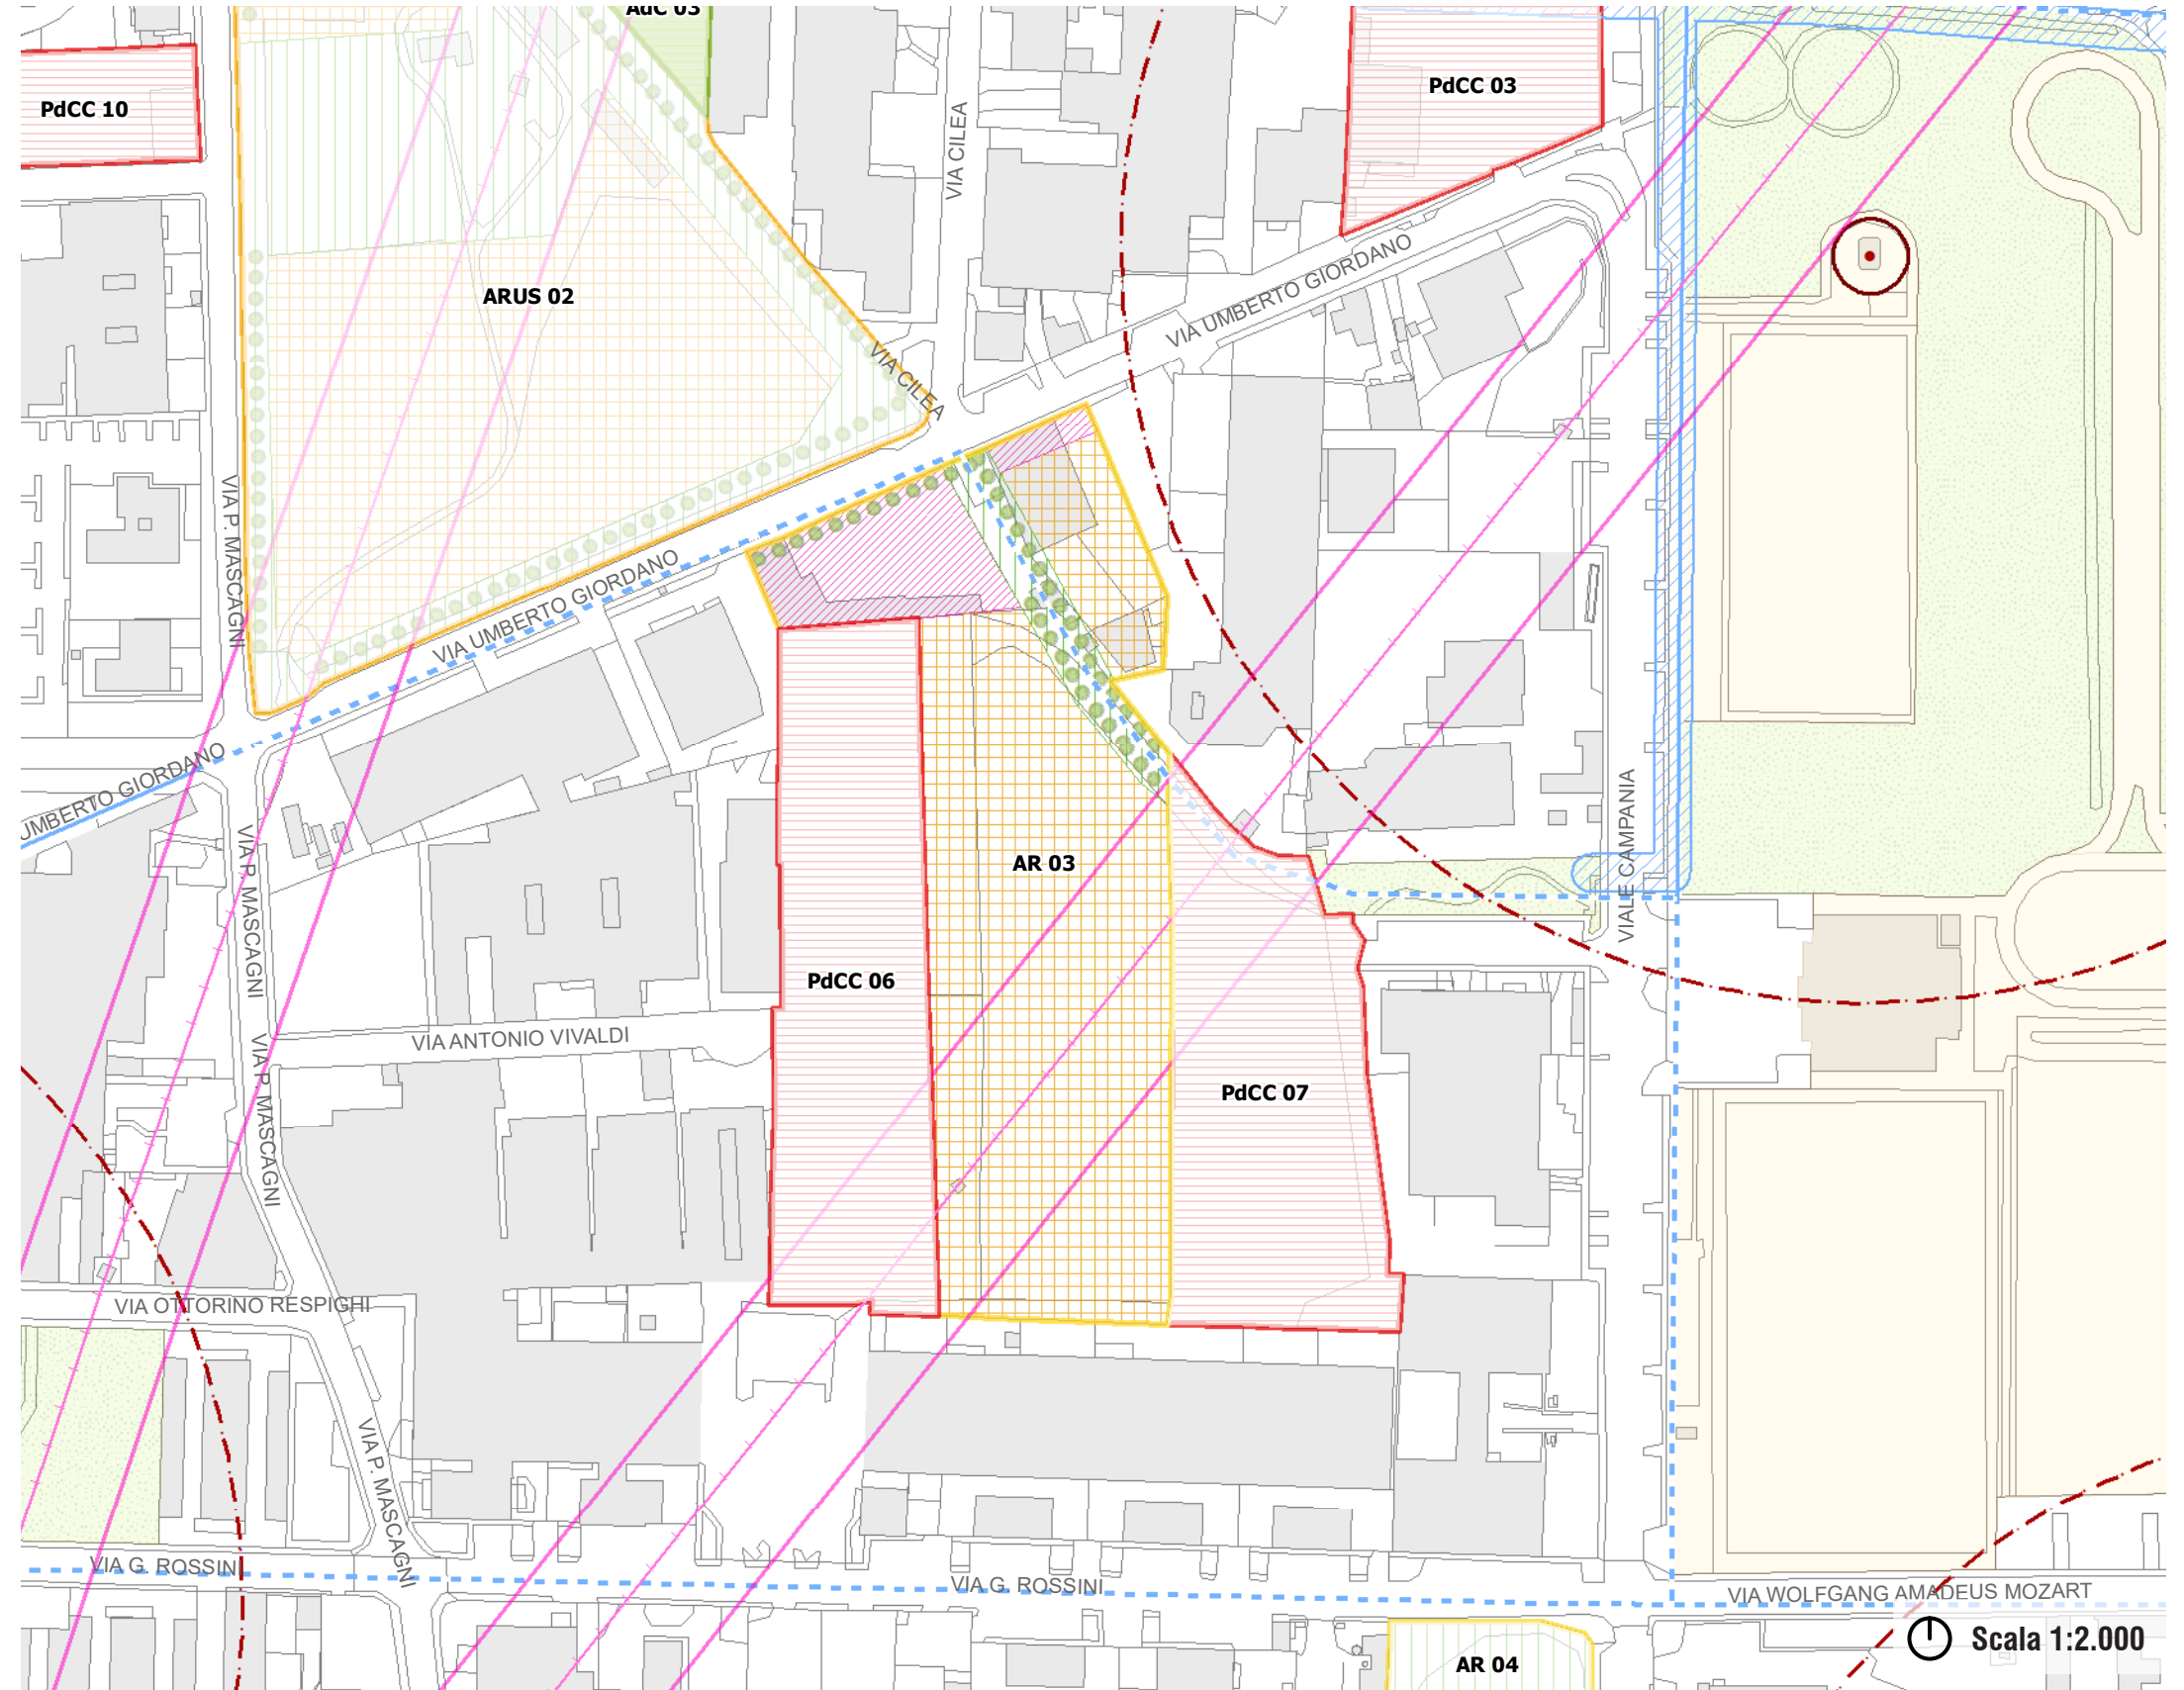 AdC 03
PdCC 10
PdCC 03
VIA CILEA
VIA UMBERTO GIORDANO
ARUS 02
VIA CILEA
VIA P. MASCAGNI
VIA UMBERTO GIORDANO
UMBERTO GIORDANO
VIA P. MASCAGNI
AR 03
VIALE CAMPANIA
PdCC 06
VIA ANTONIO VIVALDI
VIA P. MASCAGNI
PdCC 07
VIA OTTORINO RESPIGHI
VIA P. MASCAGNI
VIA G. ROSSINI
VIA G. ROSSINI
VIA WOLFGANG AMADEUS MOZART
Scala 1:2.000
AR 04